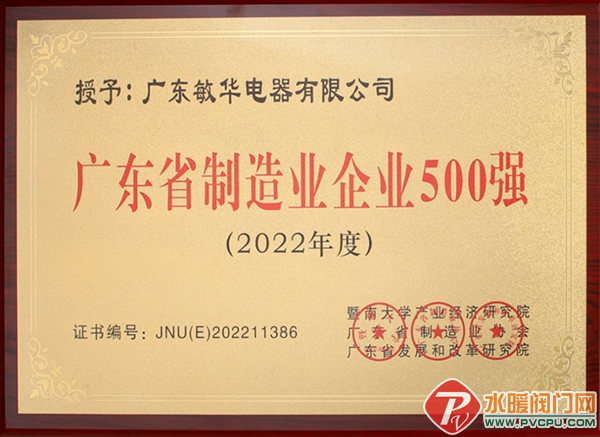 授予：广东敏华电器有限公司
广东省制造业企业500强
（2022年度）
证书编号：JNU(E)202211386
暨南大学产业经济研究院
广东省制造业协会
广东省发展和改革研究院
水暖阀门网
WWW.PVCPU.COM